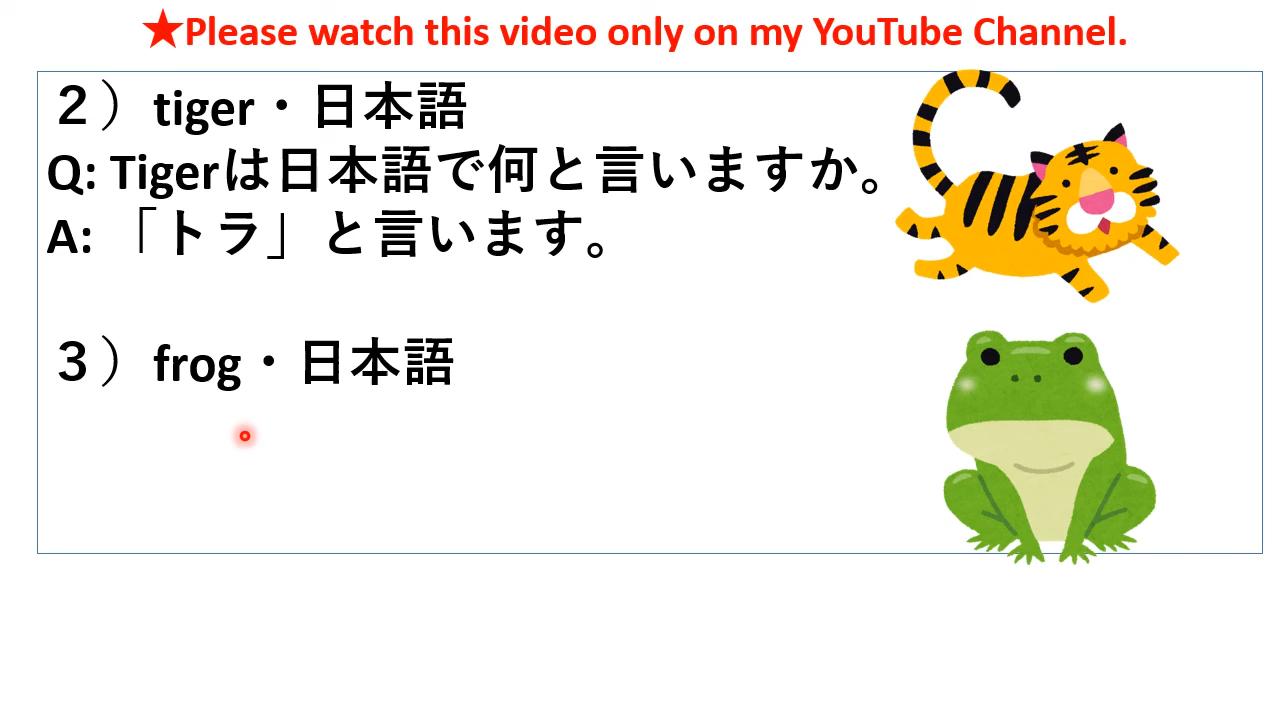 ★Please watch this video only on my YouTube Channel.
２）tiger・日本語
Q: Tigerは日本語で何と言いますか。
A: 「トラ」と言います。
３）frog・日本語